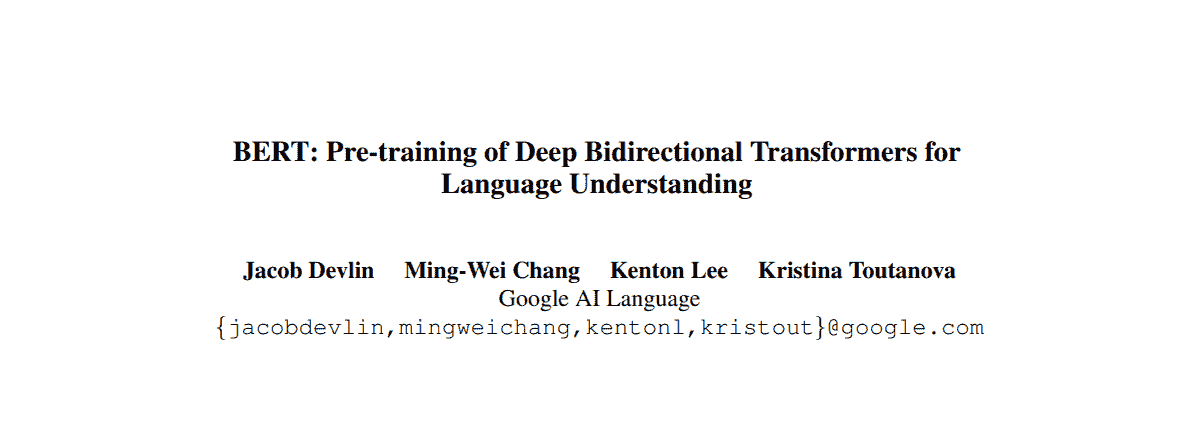 BERT: Pre-training of Deep Bidirectional Transformers for
Language Understanding
Jacob Devlin Ming-Wei Chang Kenton Lee Kristina Toutanova
Google AI Language
{jacobdevlin,mingweichang,kentonl,kristout}@google.com